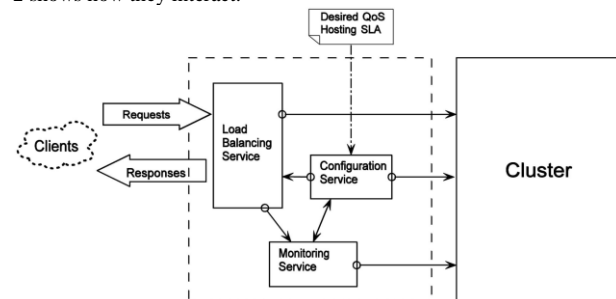 2 shows how they interact.
Desired QoS
Hosting SLA
Requests
Clients
Responses
Load
Balancing
Service
Configuration
Service
Cluster
Monitoring
Service